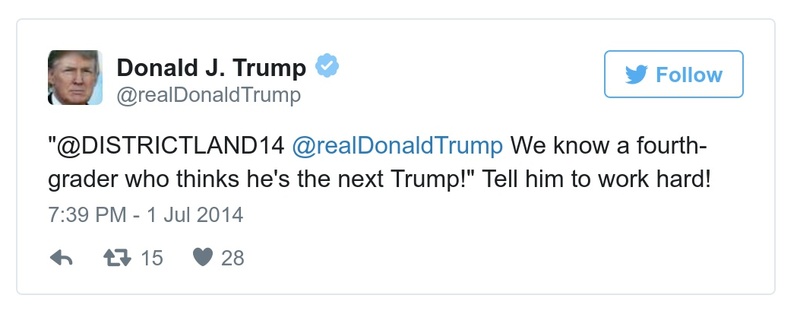 Donald J. Trump
@realDonaldTrump
Follow
"@DISTRICTLAND14 @realDonaldTrump We know a fourth-
grader who thinks he's the next Trump!" Tell him to work hard!
7:39 PM - 1 Jul 2014
15 28